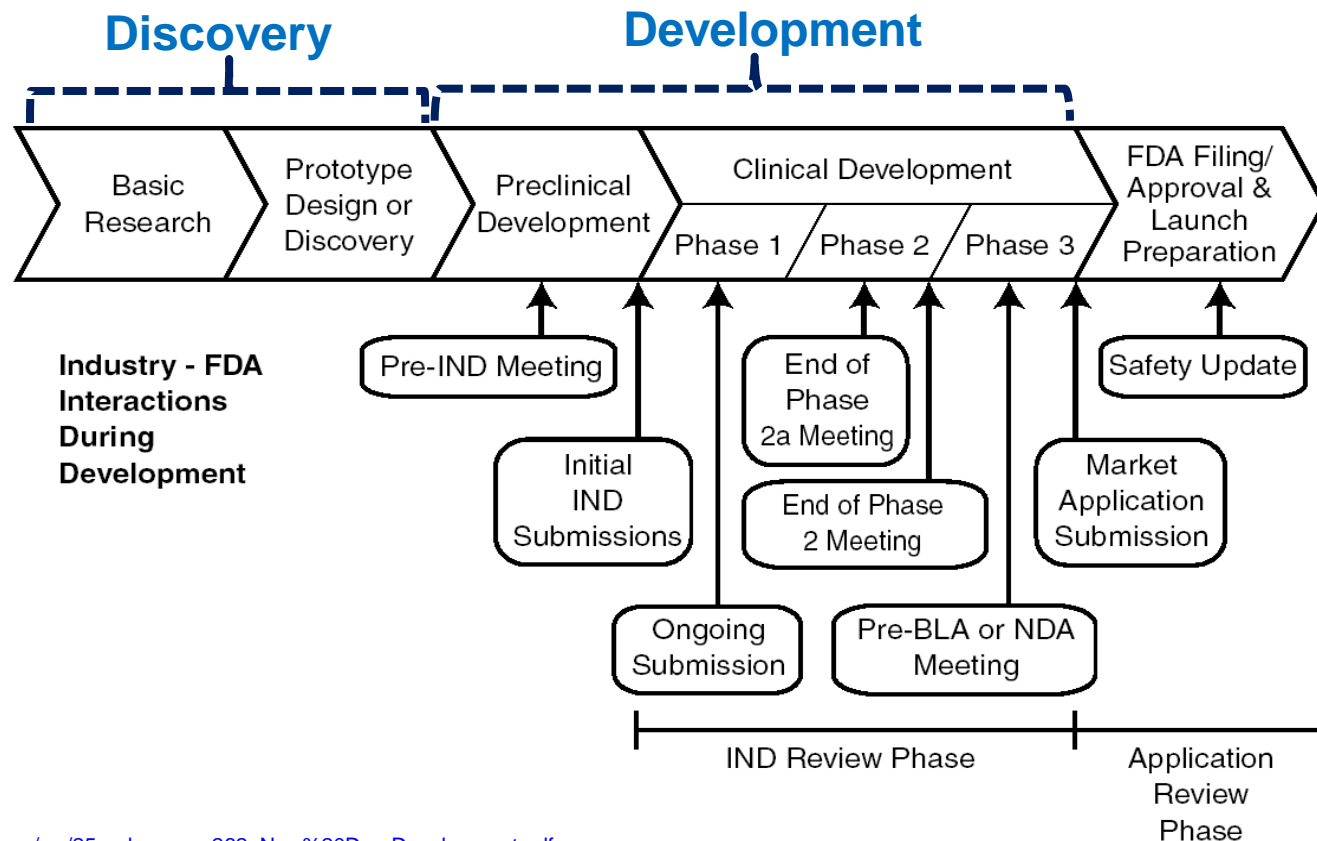 Discovery
Development
Basic
Research
Prototype
Design or
Discovery
Preclinical
Development
Clinical Development
Phase 1
Phase 2
Phase 3
FDA Filing/
Approval &
Launch
Preparation
Industry - FDA
Interactions
During
Development
Pre-IND Meeting
Initial
IND
Submissions
Ongoing
Submission
End of
Phase
2a Meeting
End of Phase
2 Meeting
Pre-BLA or NDA
Meeting
Market
Application
Submission
Safety Update
IND Review Phase
Application
Review
Phase